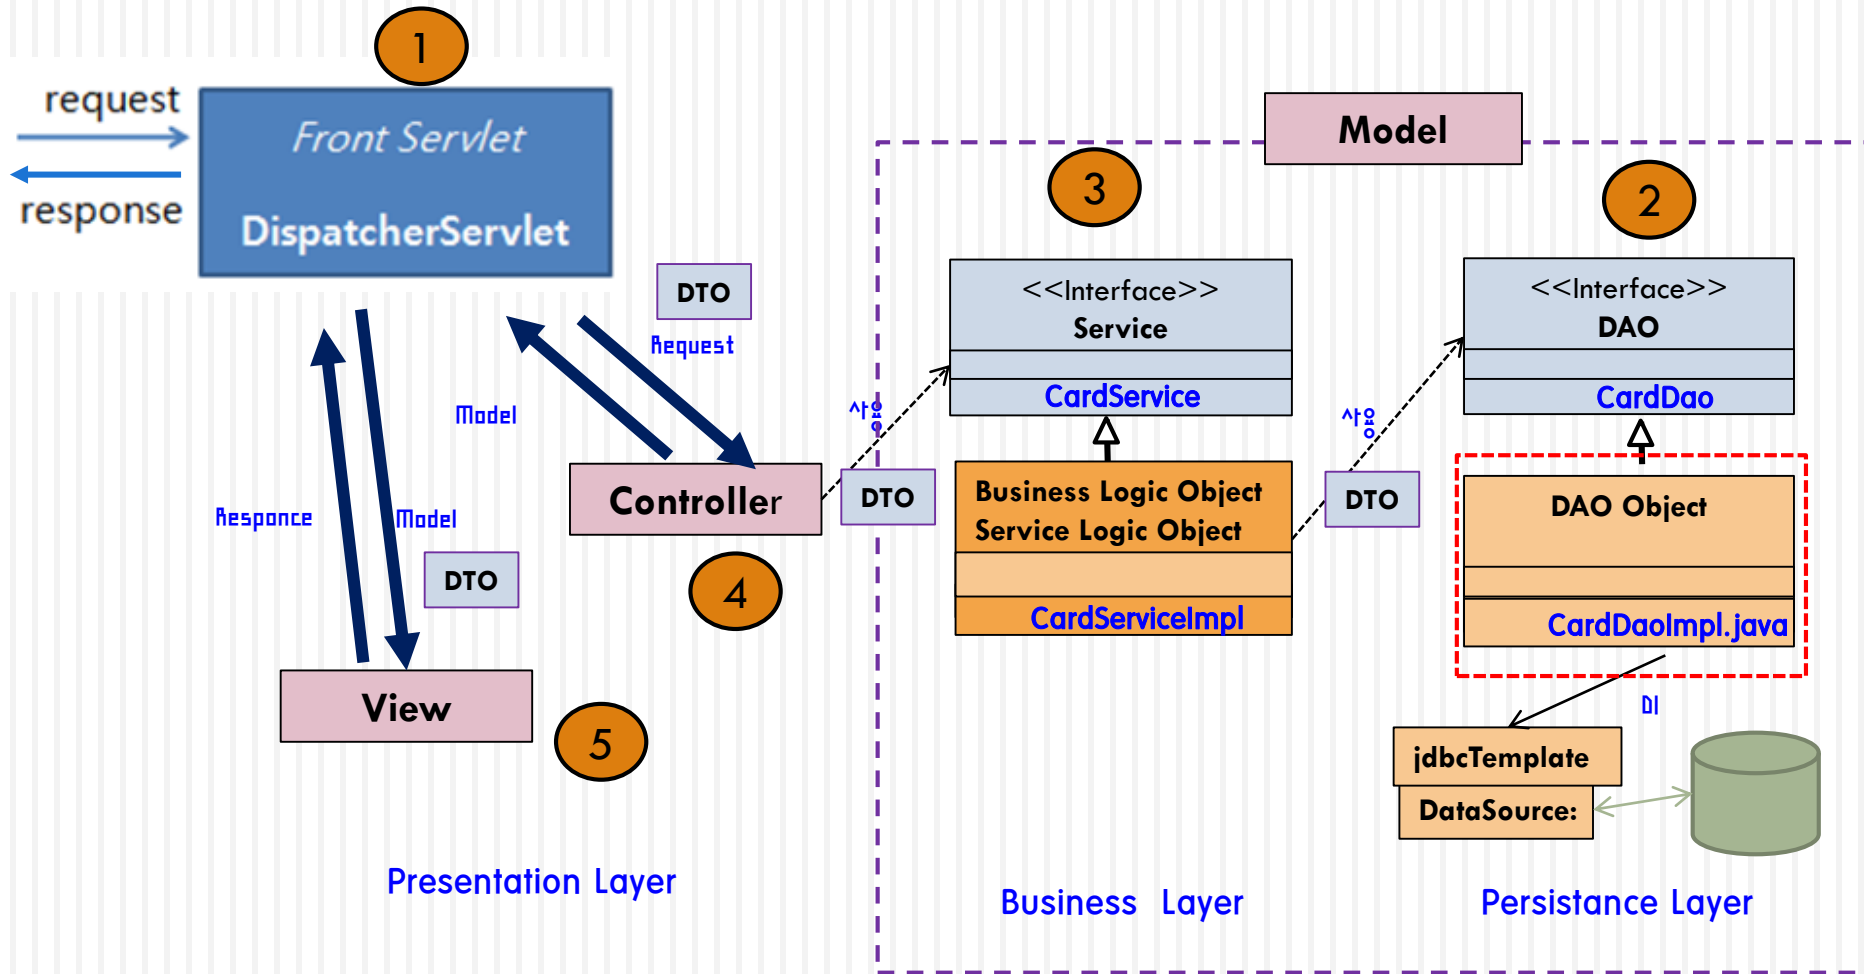 1
request
Front Servlet
response
DispatcherServlet
Model
3
2
DTO
Request
<<Interface>>
Service
CardService
<<Interface>>
DAO
CardDao
Model
사용
사용
Controller
DTO
Business Logic Object
Service Logic Object
CardServiceImpl
DTO
DAO Object
CardDaoImpl.java
Responce
Model
DTO
4
View
5
DI
jdbcTemplate
DataSource:
Presentation Layer
Business Layer
Persistance Layer